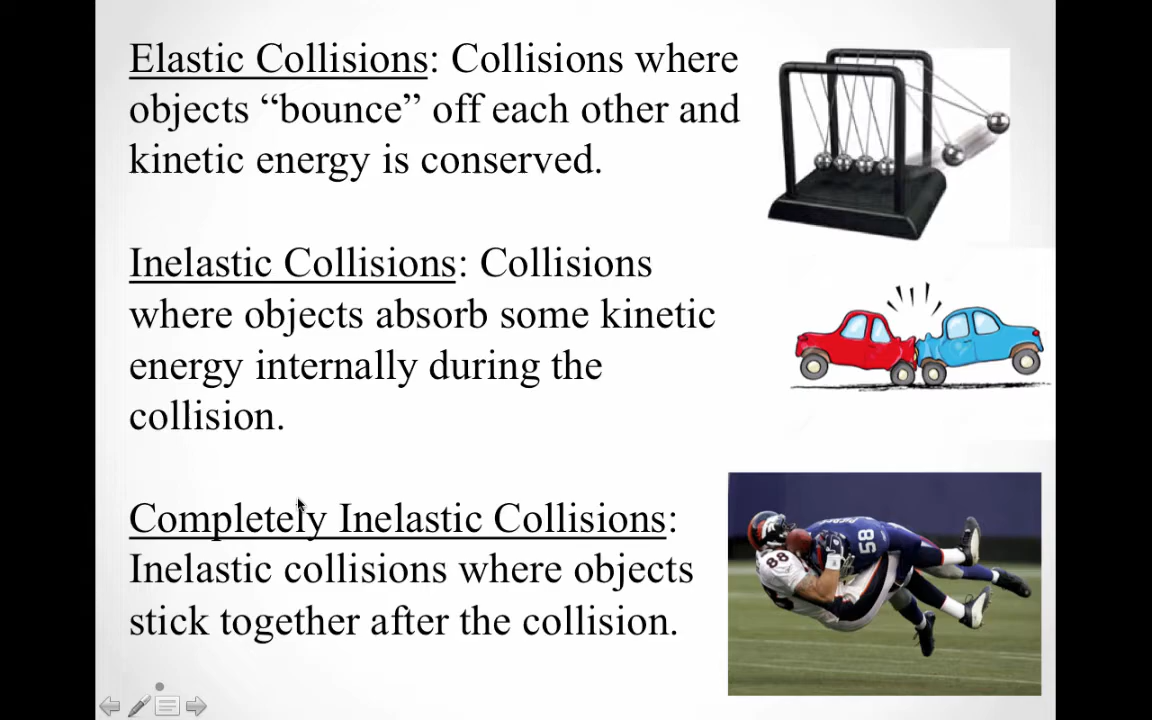 Elastic Collisions: Collisions where
objects “bounce” off each other and
kinetic energy is conserved.
Inelastic Collisions: Collisions
where objects absorb some kinetic
energy internally during the
collision.
Completely Inelastic Collisions:
Inelastic collisions where objects
stick together after the collision.
88
58